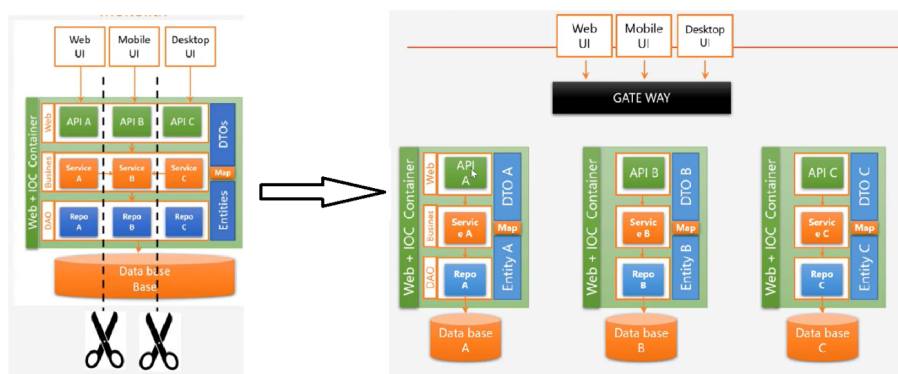 Web
UI
Mobile
UI
Desktop
UI
Web + IOC Container
Web
API A
API B
API C
DTOs
Busines
Service
A
Service
B
Service
C
Map
DAO
Repo
A
Repo
B
Repo
C
Entities
Data base
Base
Web
UI
Mobile
UI
Desktop
UI
GATE WAY
Web + IOC Container
Web
API
A
DTO A
Busines
Servic
e A
Map
DAO
Repo
A
Entity A
Data base
A
Web + IOC Container
API B
DTO B
Servic
e B
Map
Repo
B
Entity B
Data base
B
Web + IOC Container
API C
DTO C
Servic
e C
Map
Repo
C
Entity C
Data base
C